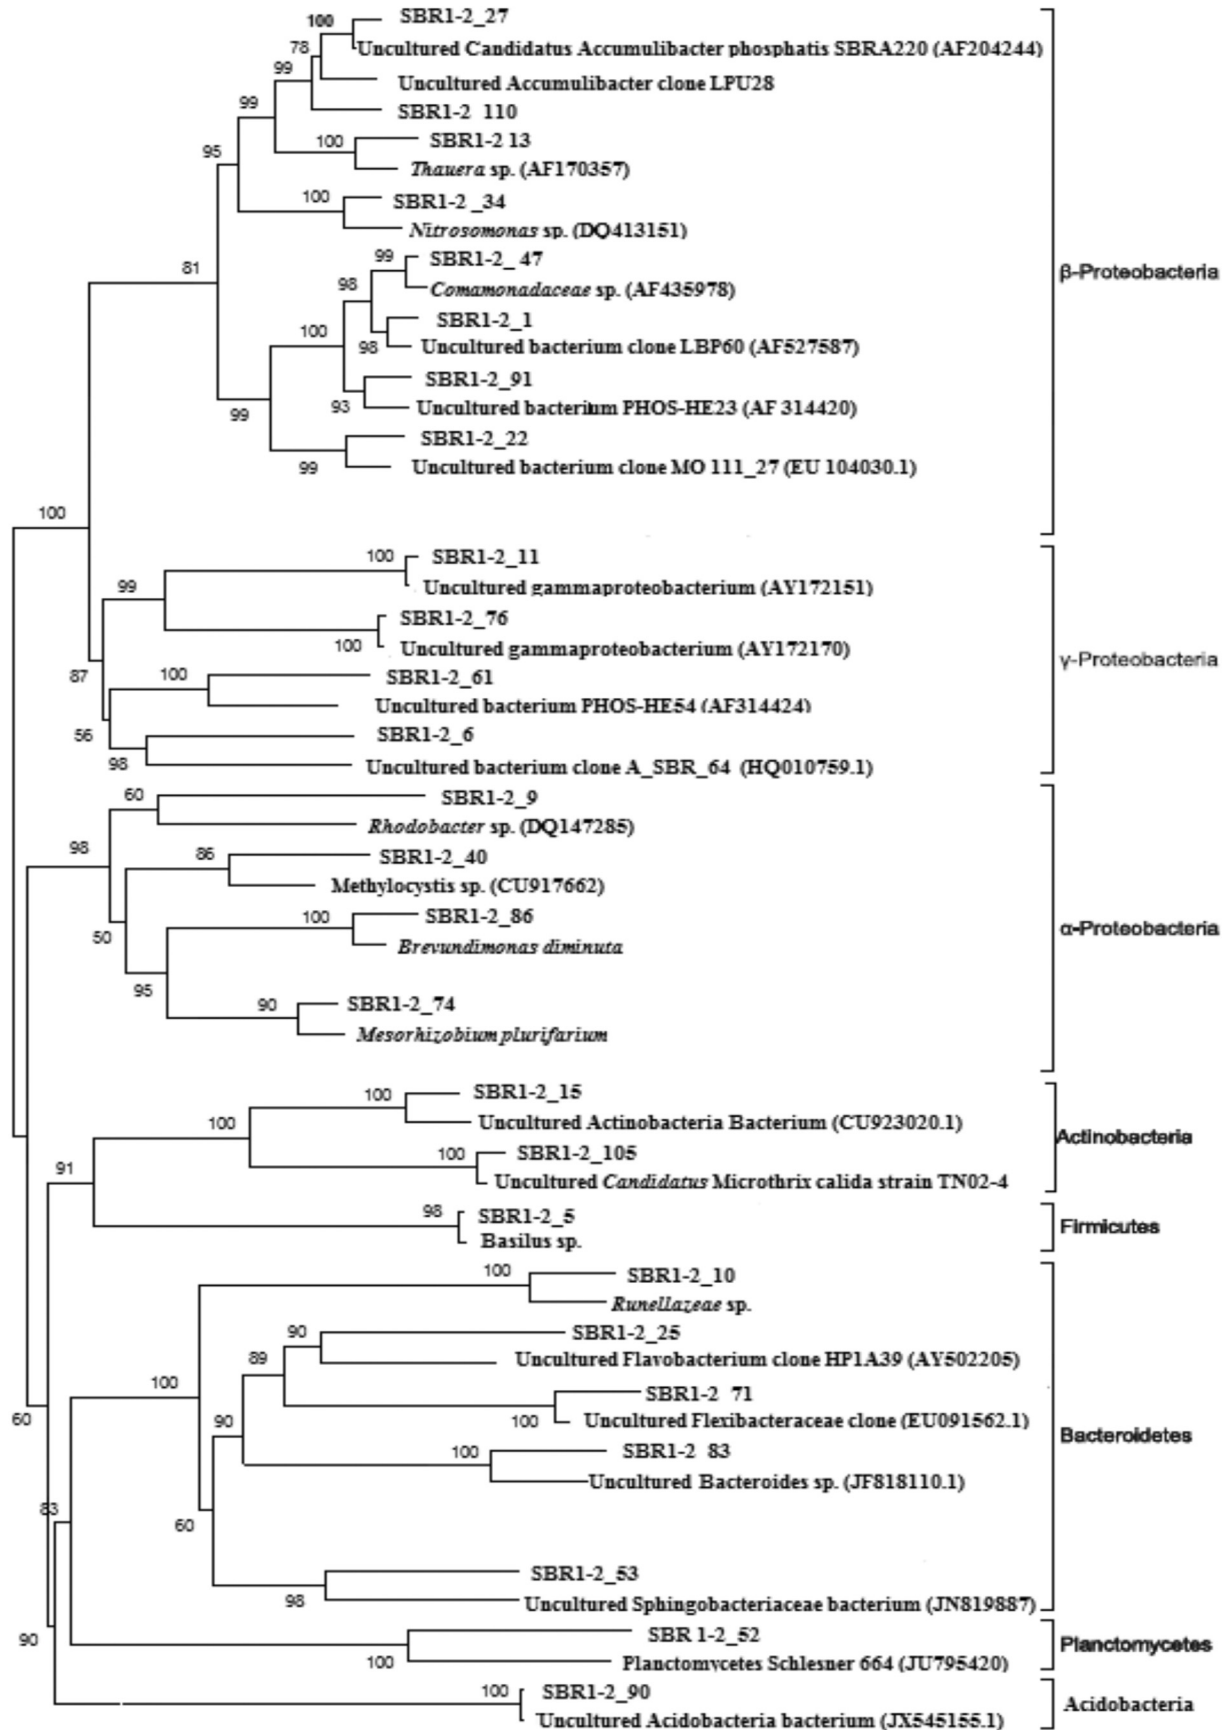 100
SBR1-2_27
78
Uncultured Candidatus Accumulibacter phosphatis SBRA220 (AF204244)
99
Uncultured Accumulibacter clone LPU28
99
SBR1-2 110
100
SBR1-2 13
95
Thauera sp. (AF170357)
100
SBR1-2 _34
Nitrosomonas sp. (DQ413151)
99
SBR1-2_ 47
81
β-Proteobacteria
98
Comamonadaceae sp. (AF435978)
SBR1-2_1
100
98
Uncultured bacterium clone LBP60 (AF527587)
SBR1-2_91
93
Uncultured bacterium PHOS-HE23 (AF 314420)
99
SBR1-2_22
99
Uncultured bacterium clone MO 111_27 (EU 104030.1)
100
100
SBR1-2_11
99
Uncultured gammaproteobacterium (AY172151)
SBR1-2_76
100
Uncultured gammaproteobacterium (AY172170)
γ-Proteobacteria
87
100
SBR1-2_61
Uncultured bacterium PHOS-HE54 (AF314424)
56
SBR1-2_6
98
Uncultured bacterium clone A_SBR_64 (HQ010759.1)
60
SBR1-2_9
Rhodobacter sp. (DQ147285)
98
86
SBR1-2_40
Methylocystis sp. (CU917662)
100
SBR1-2_86
α-Proteobacteria
50
Brevundimonas diminuta
95
90
SBR1-2_74
Mesorhizobium plurifarium
100
SBR1-2_15
100
Uncultured Actinobacteria Bacterium (CU923020.1)
Actinobacteria
100
SBR1-2_105
91
Uncultured Candidatus Microthrix calida strain TN02-4
98
SBR1-2_5
Firmicutes
Basilus sp.
100
SBR1-2_10
Runellazeae sp.
90
SBR1-2_25
89
Uncultured Flavobacterium clone HP1A39 (AY502205)
100
SBR1-2 71
60
90
100
Uncultured Flexibacteraceae clone (EU091562.1)
Bacteroidetes
100
SBR1-2 83
Uncultured Bacteroides sp. (JF818110.1)
83
60
SBR1-2_53
98
Uncultured Sphingobacteriaceae bacterium (JN819887)
90
SBR 1-2_52
Planctomycetes
100
Planctomycetes Schlesner 664 (JU795420)
100
SBR1-2_90
Acidobacteria
Uncultured Acidobacteria bacterium (JX545155.1)